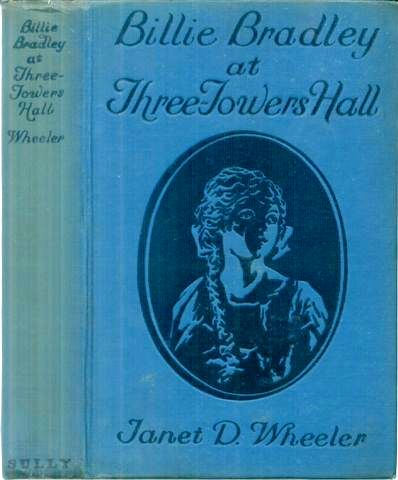 Billie
Bradley
at
Three-
Towers
Hall
Wheeler
SULLY
Billie Bradley
at
Three-Towers Hall
Janet D. Wheeler